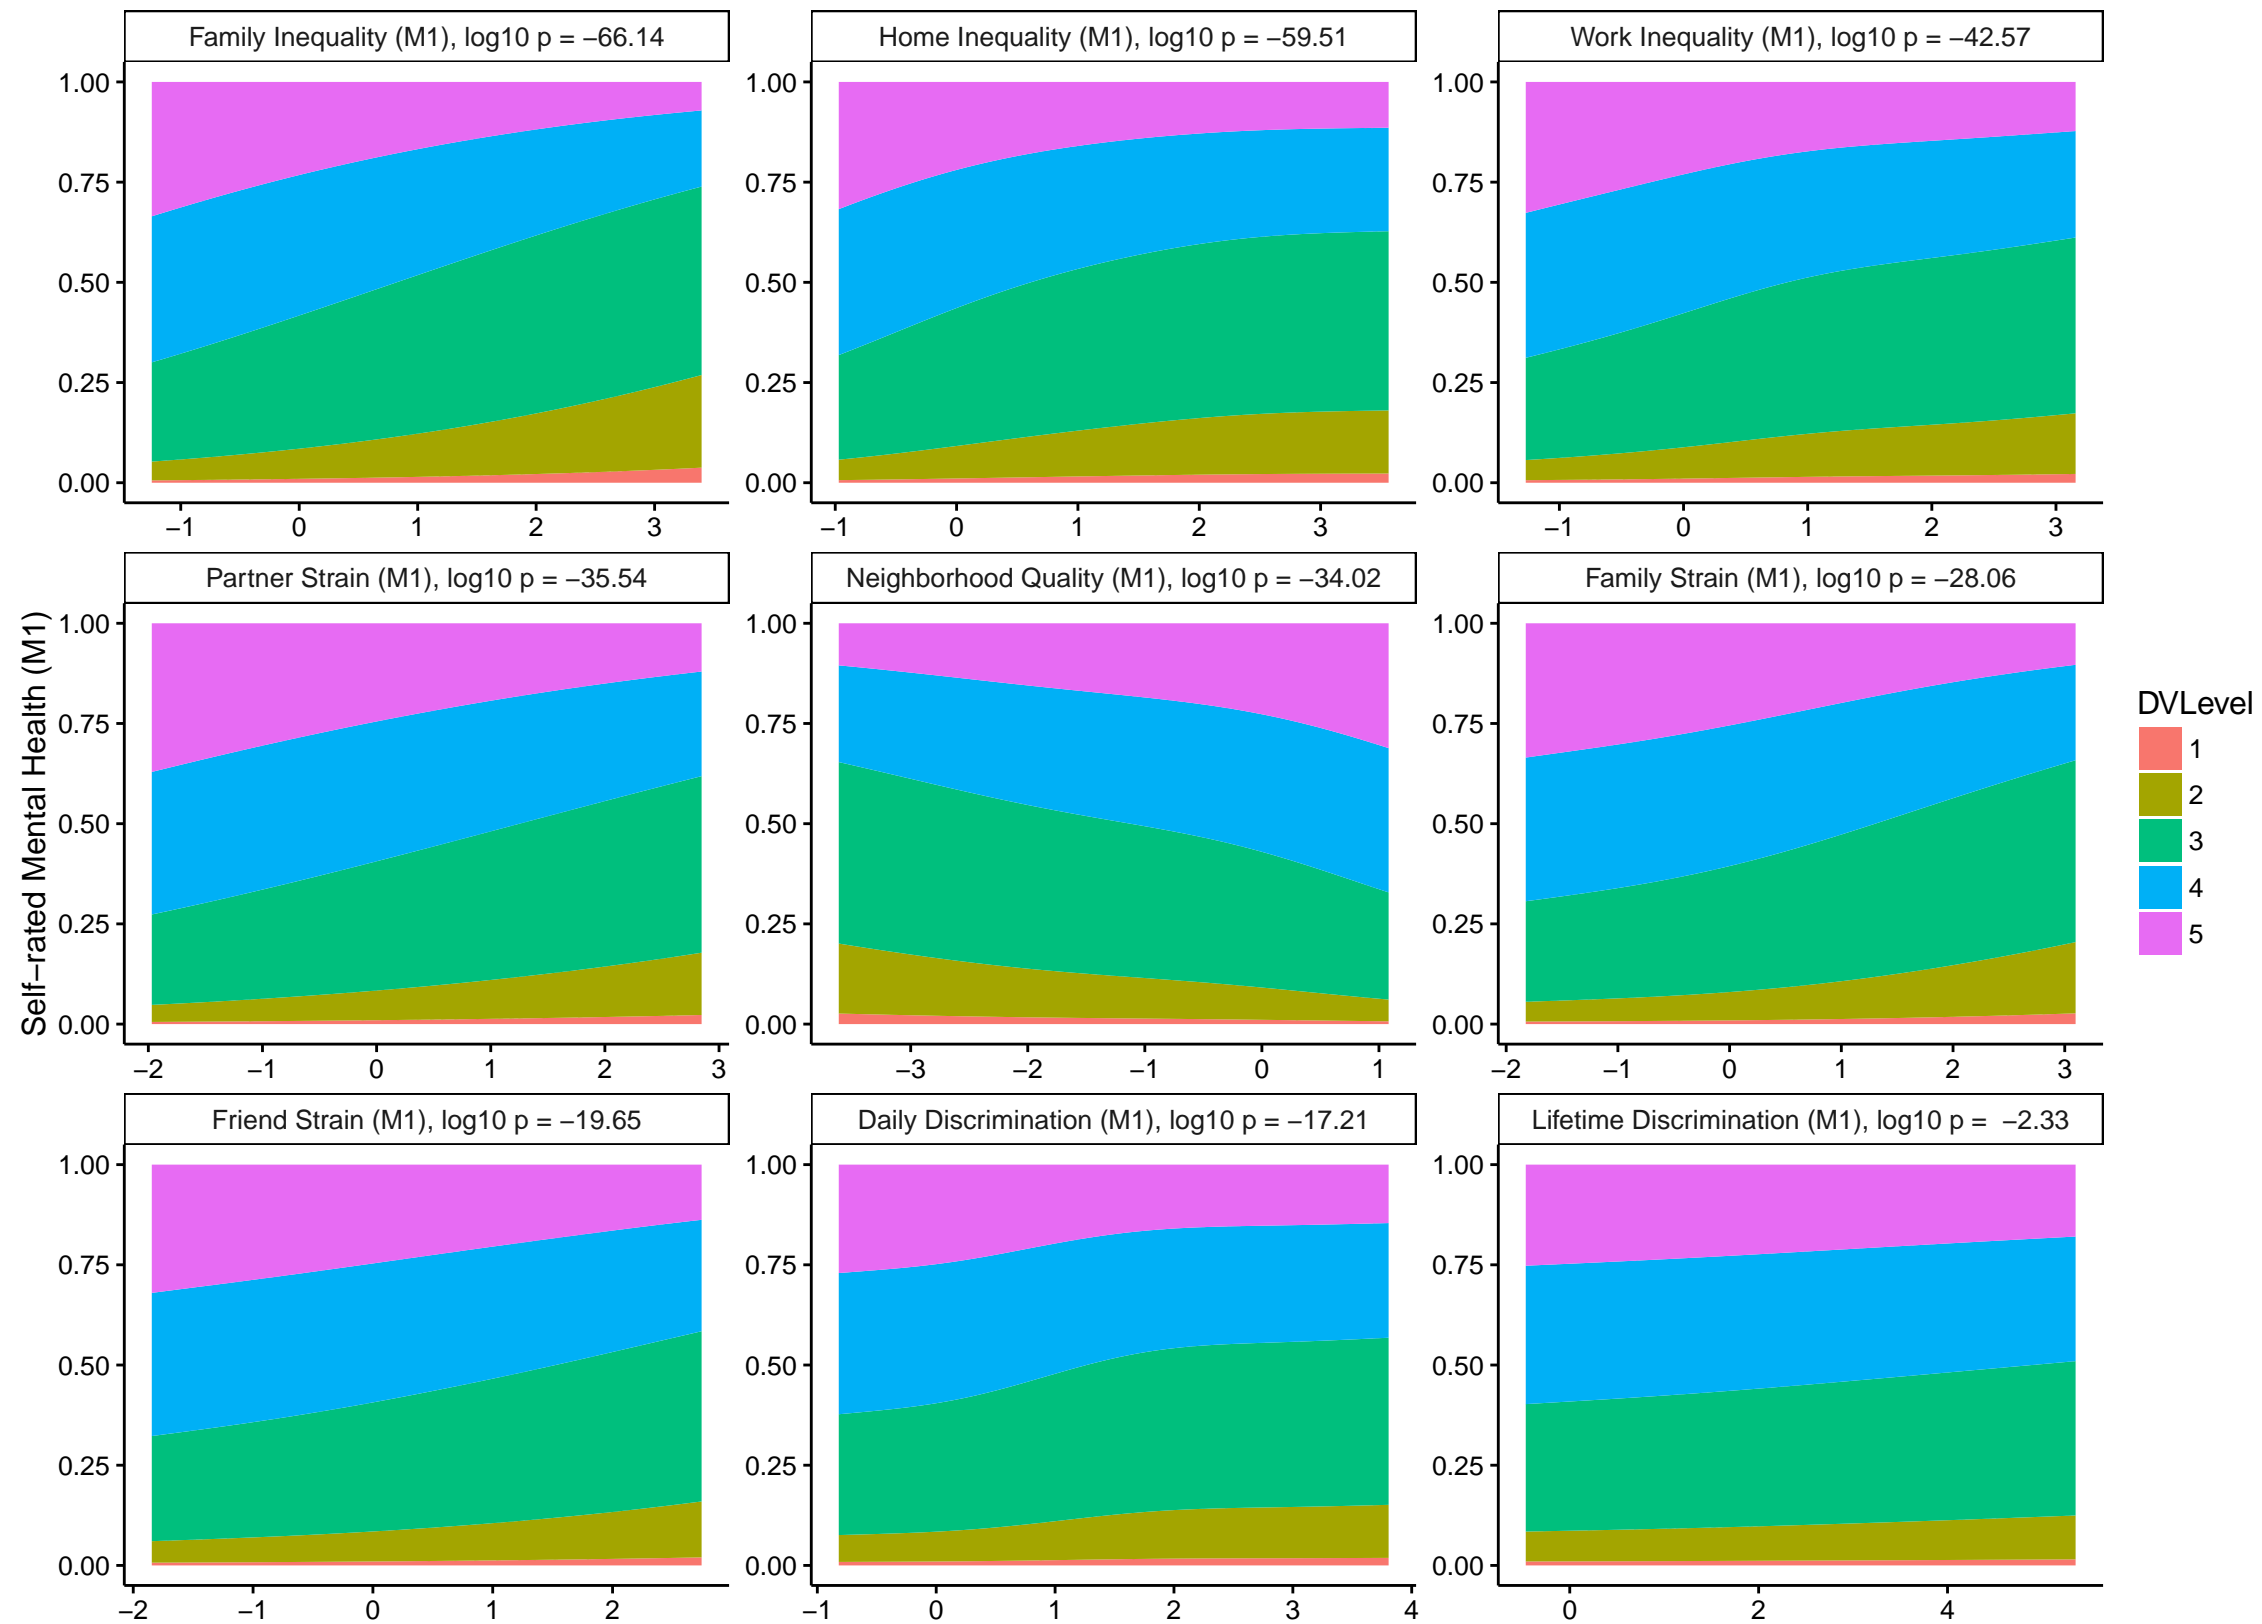 Family Inequality (M1), log10 p = −66.14
Home Inequality (M1), log10 p = −59.51
Work Inequality (M1), log10 p = −42.57
1.00
0.75
0.50
0.25
0.00
−1 0 1 2 3
1.00
0.75
0.50
0.25
0.00
−1 0 1 2 3
1.00
0.75
0.50
0.25
0.00
−1 0 1 2 3
Partner Strain (M1), log10 p = −35.54
Neighborhood Quality (M1), log10 p = −34.02
Family Strain (M1), log10 p = −28.06
Self−rated Mental Health (M1)
1.00
0.75
0.50
0.25
0.00
−2 −1 0 1 2 3
1.00
0.75
0.50
0.25
0.00
−3 −2 −1 0 1
1.00
0.75
0.50
0.25
0.00
−2 −1 0 1 2 3
DVLevel
1
2
3
4
5
Friend Strain (M1), log10 p = −19.65
Daily Discrimination (M1), log10 p = −17.21
Lifetime Discrimination (M1), log10 p = −2.33
1.00
0.75
0.50
0.25
0.00
−2 −1 0 1 2
1.00
0.75
0.50
0.25
0.00
−1 0 1 2 3 4
1.00
0.75
0.50
0.25
0.00
0 2 4